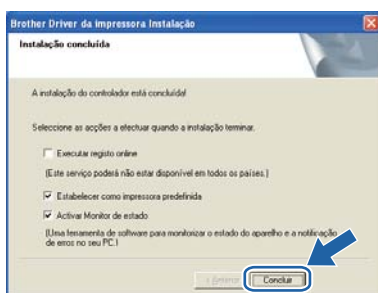 Brother Driver da impressora Instalação
Instalação concluída
A instalação do controlador está concluída!
Seleccione as acções a efectuar quando a instalação terminar.
Executar registo online
(Este serviço poderá não estar disponível em todos os países.)
Estabelecer como impressora predefinida
Activar Monitor de estado
(Uma ferramenta de software para monitorizar o estado do aparelho e a notificação
de erros no seu PC.)
< Anterior Concluir